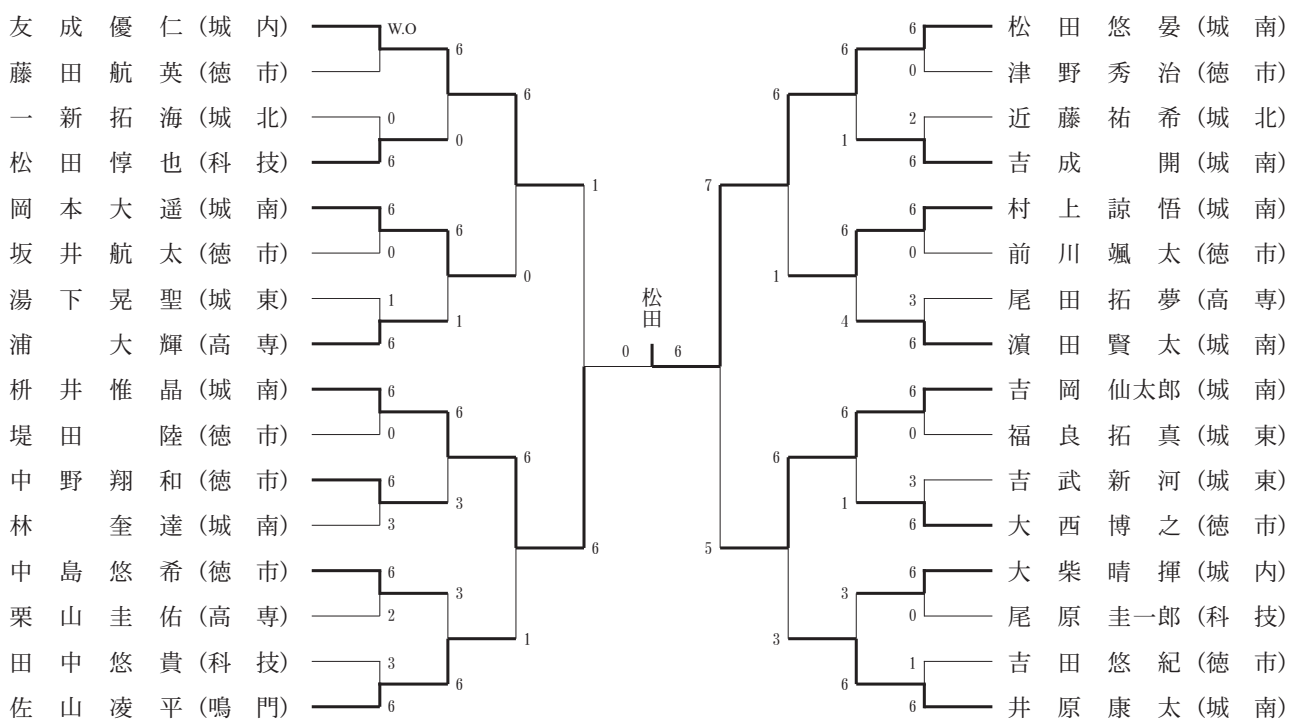 友成優仁（城内）
藤田航英（徳市）
一新拓海（城北）
松田惇也（科技）
岡本大遥（城南）
坂井航太（徳市）
湯下晃聖（城東）
浦大輝（高専）
枡井惟晶（城南）
堤田陸（徳市）
中野翔和（徳市）
林奎達（城南）
中島悠希（徳市）
栗山圭佑（高専）
田中悠貴（科技）
佐山凌平（鳴門）
W.O
0
6
6
0
1
6
6
0
6
3
6
2
3
6
6
0
6
1
6
3
3
6
6
0
6
1
1
6
0
松田
6
7
5
6
1
6
3
6
1
6
4
6
1
3
6
6
0
2
6
6
0
3
6
6
0
3
6
6
0
1
6
松田悠晏（城南）
津野秀治（徳市）
近藤祐希（城北）
吉成開（城南）
村上諒悟（城南）
前川颯太（徳市）
尾田拓夢（高専）
濵田賢太（城南）
吉岡仙太郎（城南）
福良拓真（城東）
吉武新河（城東）
大西博之（徳市）
大柴晴揮（城内）
尾原圭一郎（科技）
吉田悠紀（徳市）
井原康太（城南）